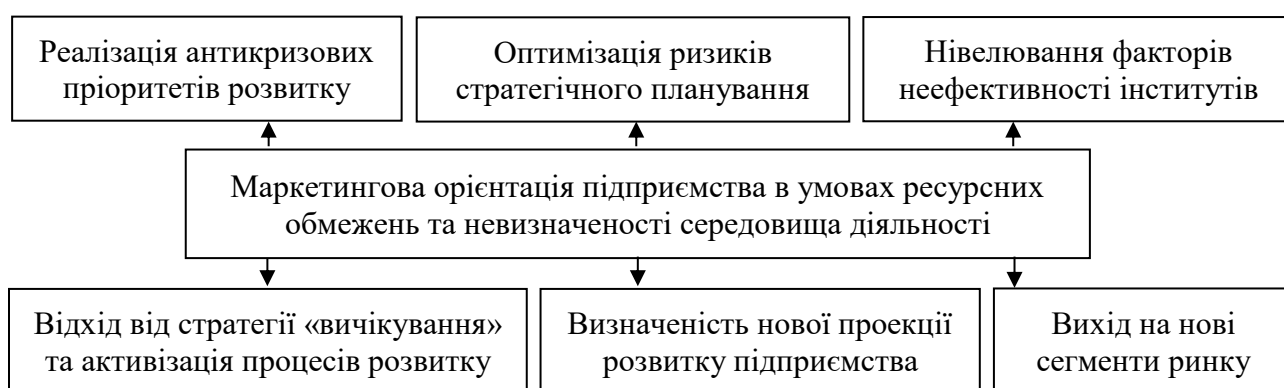 Реалізація антикризових
пріоритетів розвитку
Оптимізація ризиків
стратегічного планування
Нівелювання факторів
неефективності інститутів
Маркетингова орієнтація підприємства в умовах ресурсних
обмежень та невизначеності середовища діяльності
Відхід від стратегії «вичікування»
та активізація процесів розвитку
Визначеність нової проекції
розвитку підприємства
Вихід на нові
сегменти ринку